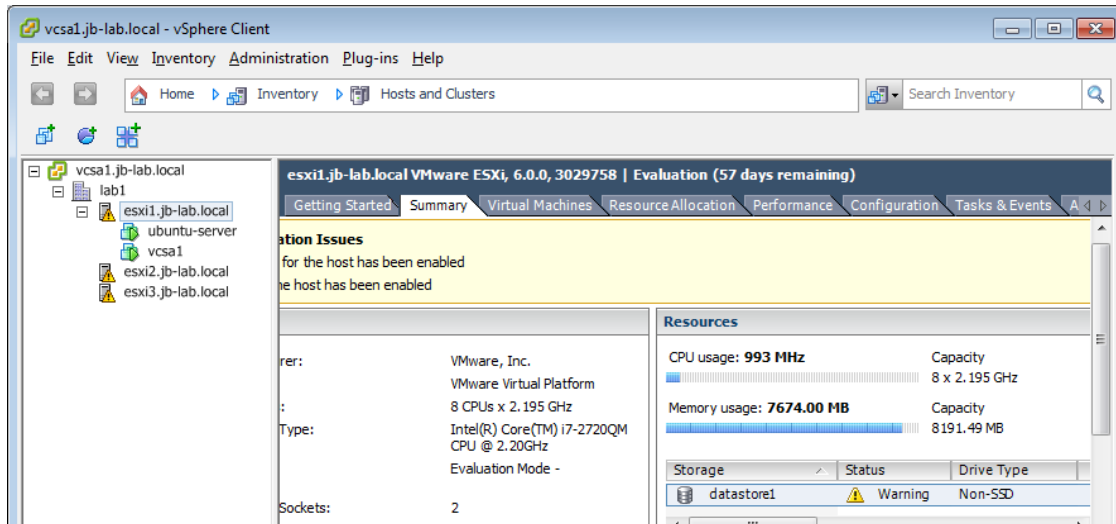 vcsa1.jb-lab.local - vSphere Client
File Edit View Inventory Administration Plug-ins Help
Home Inventory Hosts and Clusters
Search Inventory
vcsa1.jb-lab.local
lab1
esxi1.jb-lab.local
ubuntu-server
vcsa1
esxi2.jb-lab.local
esxi3.jb-lab.local
esxi1.jb-lab.local VMware ESXi, 6.0.0, 3029758 | Evaluation (57 days remaining)
Getting Started Summary Virtual Machines Resource Allocation Performance Configuration Tasks & Events A
ation Issues
for the host has been enabled
he host has been enabled
rer: VMware, Inc.
VMware Virtual Platform
: 8 CPUs x 2.195 GHz
Type: Intel(R) Core(TM) i7-2720QM
CPU @ 2.20GHz
Evaluation Mode -
Sockets: 2
Resources
CPU usage: 993 MHz Capacity
8 x 2.195 GHz
Memory usage: 7674.00 MB Capacity
8191.49 MB
Storage Status Drive Type
datastore1 Warning Non-SSD